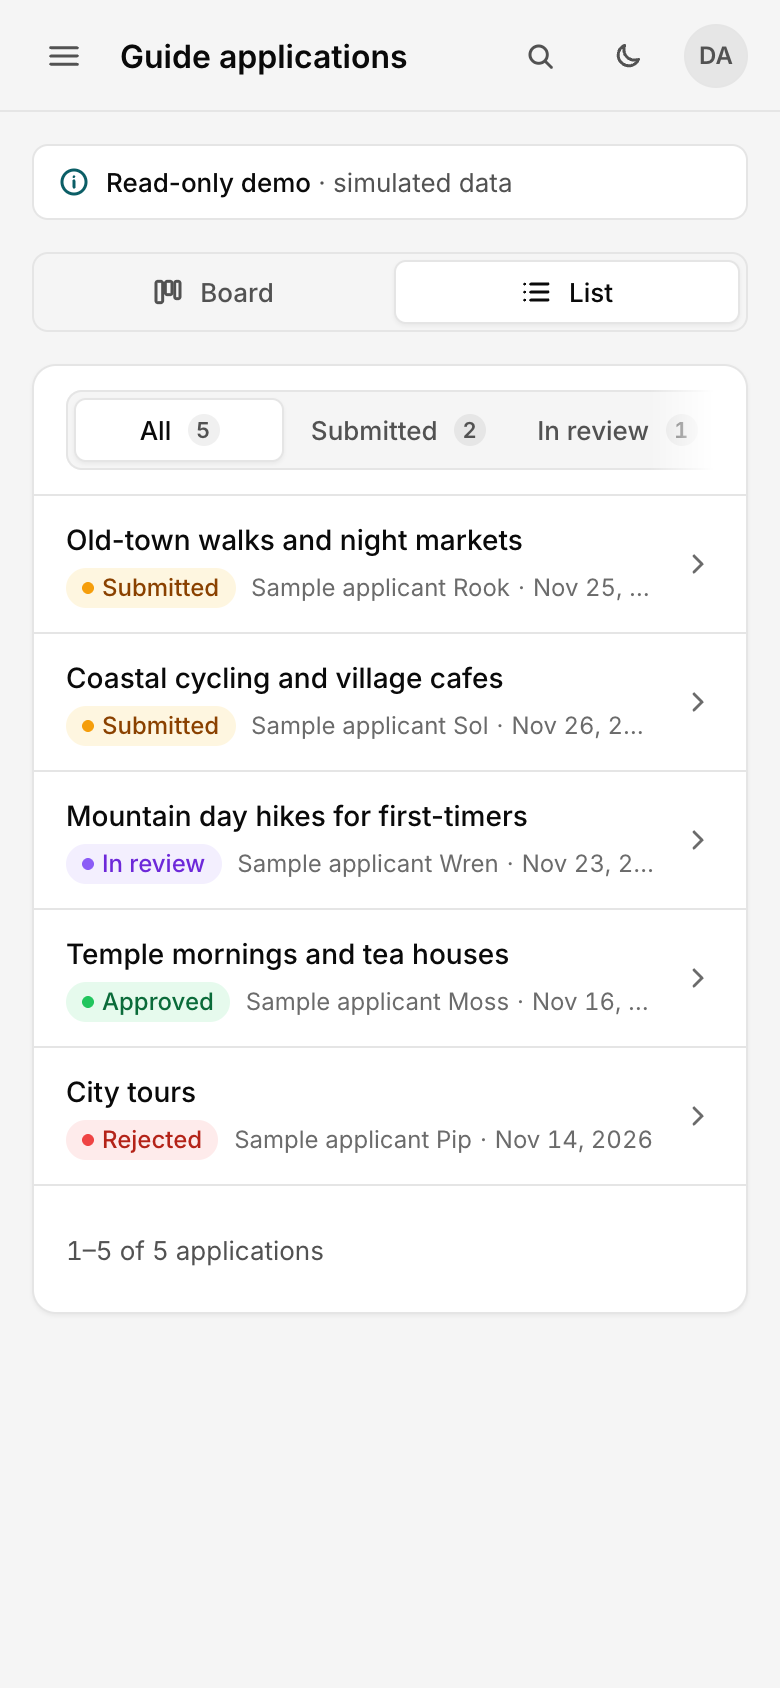 Guide applications
DA
Read-only demo · simulated data
Board
List
All 5
Submitted 2
In review 1
Old-town walks and night markets
Submitted Sample applicant Rook · Nov 25, ...
Coastal cycling and village cafes
Submitted Sample applicant Sol · Nov 26, 2...
Mountain day hikes for first-timers
In review Sample applicant Wren · Nov 23, 2...
Temple mornings and tea houses
Approved Sample applicant Moss · Nov 16, ...
City tours
Rejected Sample applicant Pip · Nov 14, 2026
1–5 of 5 applications